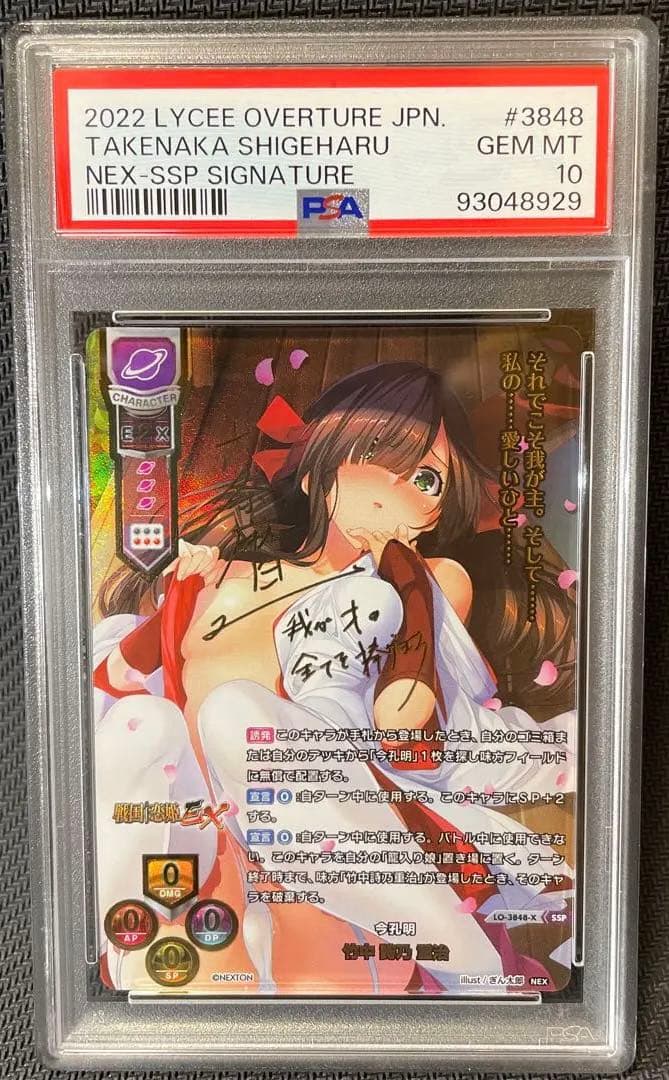 2022 LYCEE OVERTURE JPN. #3848
TAKENAKA SHIGEHARU GEM MT
NEX-SSP SIGNATURE 10
PSA 93048929
CHARACTER
EX
2
それでこそ我が主。そして……
私の……愛しいひと……
我が才。
全てを
誘発 このキャラが手札から登場したとき、自分のゴミ箱ま
たは自分のデッキから「今孔明」1枚を探し味方フィールド
に無償で配置する。
宣言 0:自ターン中に使用する。このキャラにSP+2
する。
宣言 0:自ターン中に使用する。バトル中に使用できな
い。このキャラを自分の「龍入り娘」置き場に置く。ターン
終了時まで、味方「竹中詩乃重治」が登場したとき、そのキャ
ラを破棄する。
戦国†恋姫EX
0
OMG
0
AP
0
DP
0
SP
LO-3848-X SSP
今孔明
竹中 詩乃 重治
©NEXTON
illust / ぎん太郎 NEX
PSA